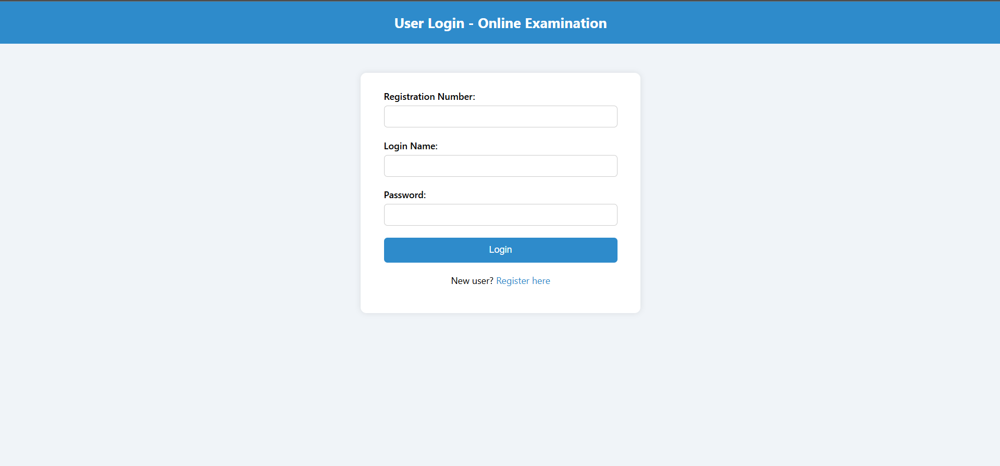 User Login - Online Examination
Registration Number:
Login Name:
Password:
Login
New user? Register here